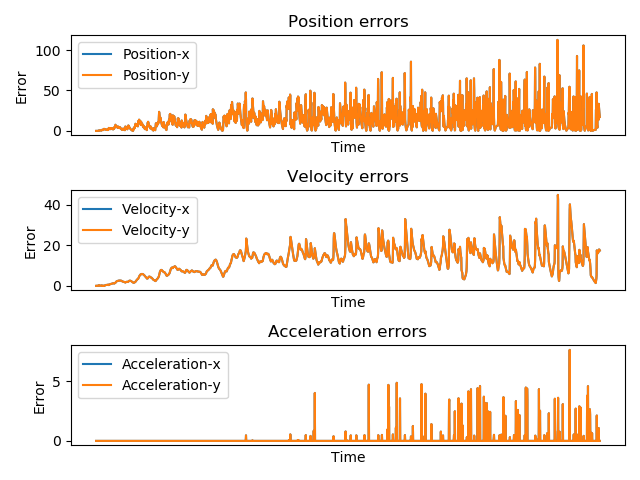 Position errors
Position-x
Position-y
Error
100
50
0
Time
Velocity errors
Velocity-x
Velocity-y
Error
40
20
0
Time
Acceleration errors
Acceleration-x
Acceleration-y
Error
5
0
Time